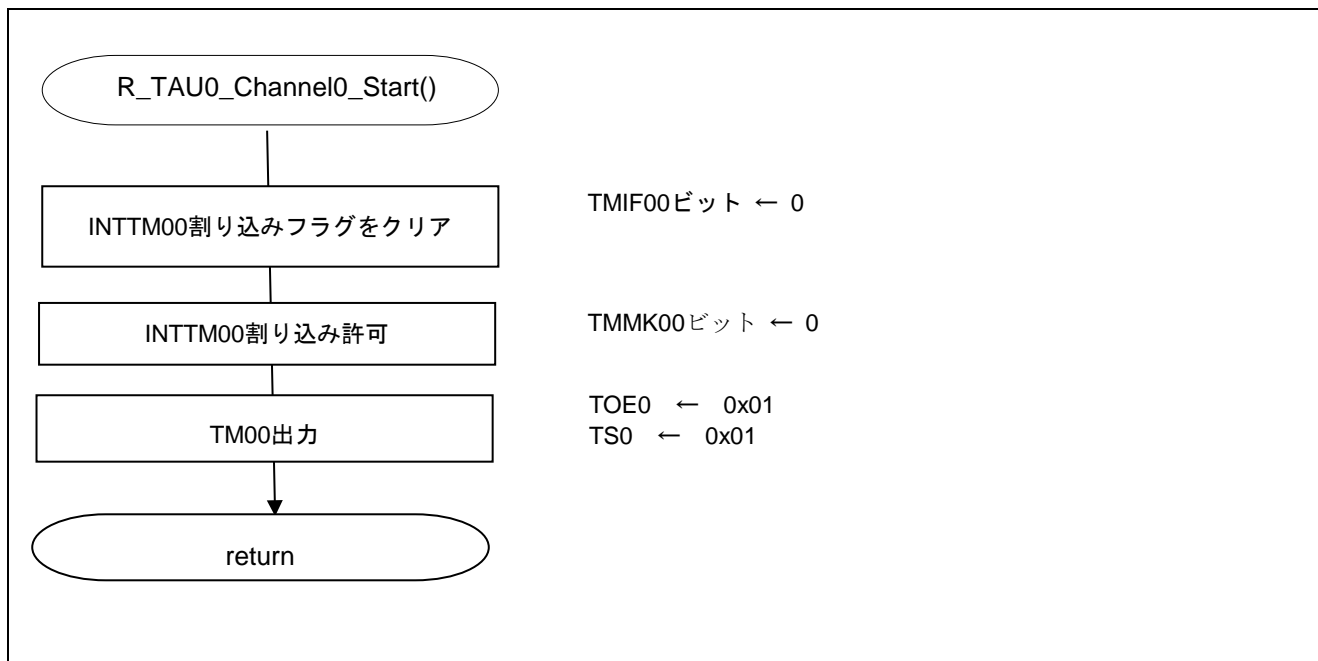 R_TAU0_Channel0_Start()
INTTM00割り込みフラグをクリア
TMIF00ビット ← 0
INTTM00割り込み許可
TMMK00ビット ← 0
TM00出力
TOE0 ← 0x01
TS0 ← 0x01
return